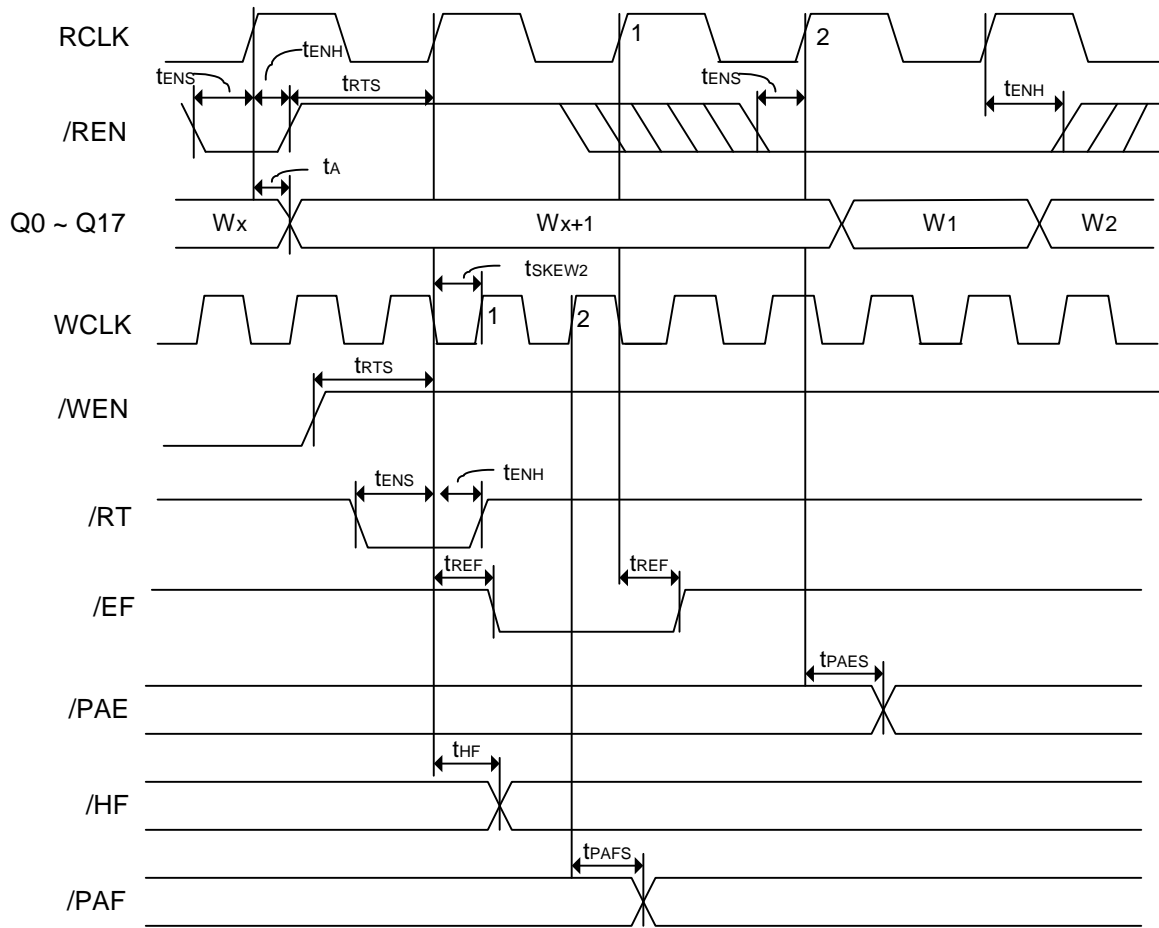 RCLK
1
2
tENH
tENS
tRTS
tENS
tENH
/REN
tA
Q0 ~ Q17
Wx
Wx+1
W1
W2
tSKEW2
WCLK
1
2
tRTS
/WEN
tENS
tENH
/RT
tREF
tREF
/EF
tPAES
/PAE
tHF
/HF
tPAFS
/PAF